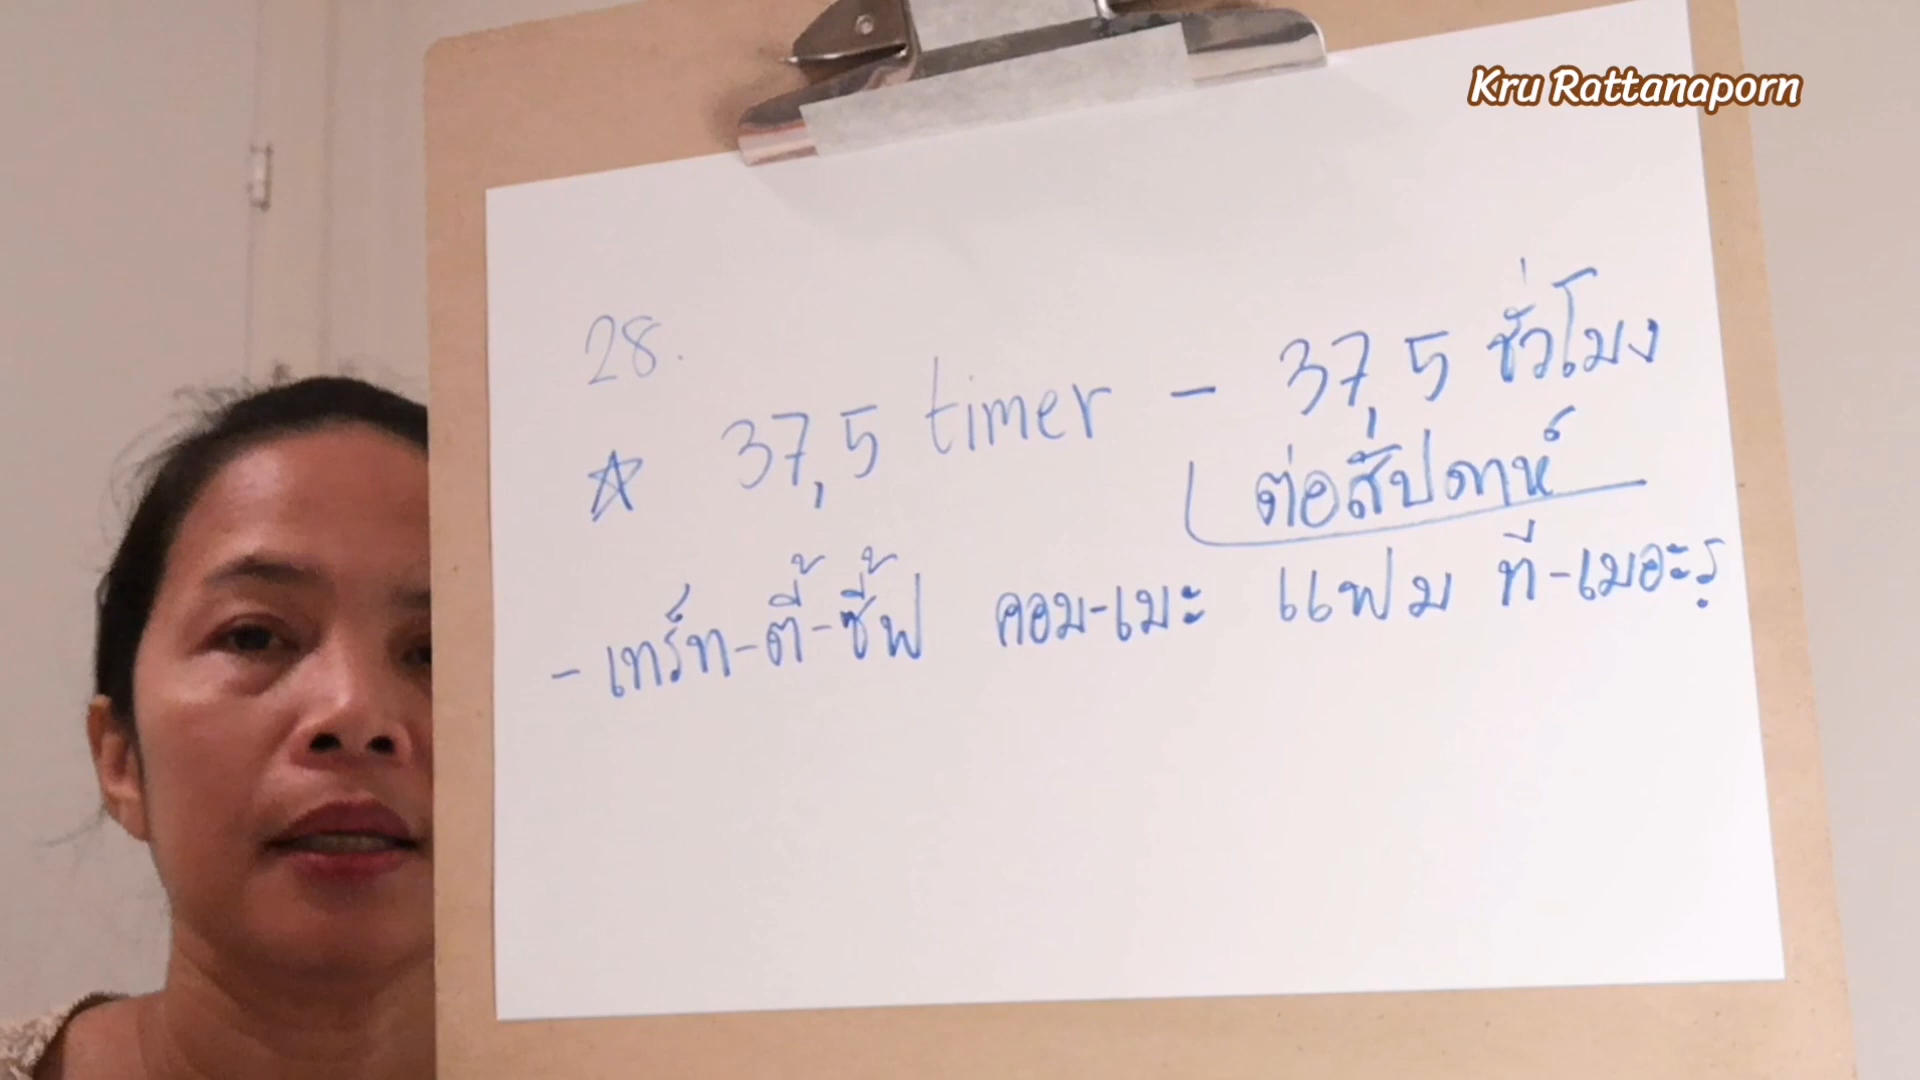 Kru Rattanaporn
28.
☆ 37,5 timer - 37,5 ชั่วโมง
ต่อสัปดาห์
- เทร์ท-ตี้-ซี้ฟ คอม-เมะ แฟม ที-เมอะรฺ